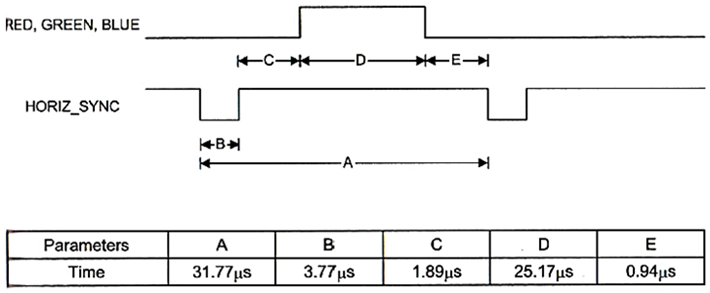 RED, GREEN, BLUE
C D E
HORIZ_SYNC
B
A
Parameters A B C D E
Time 31.77μs 3.77μs 1.89μs 25.17μs 0.94μs